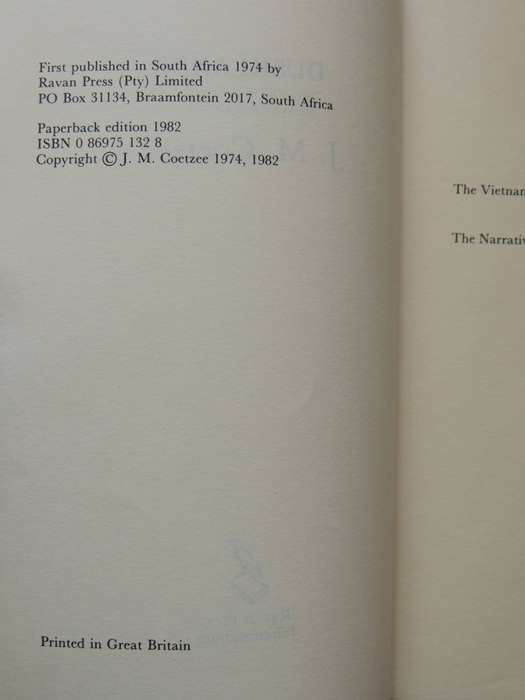 First published in South Africa 1974 by
Ravan Press (Pty) Limited
PO Box 31134, Braamfontein 2017, South Africa
Paperback edition 1982
ISBN 0 86975 132 8
Copyright © J. M. Coetzee 1974, 1982
Printed in Great Britain
The Vietnam
The Narrativ